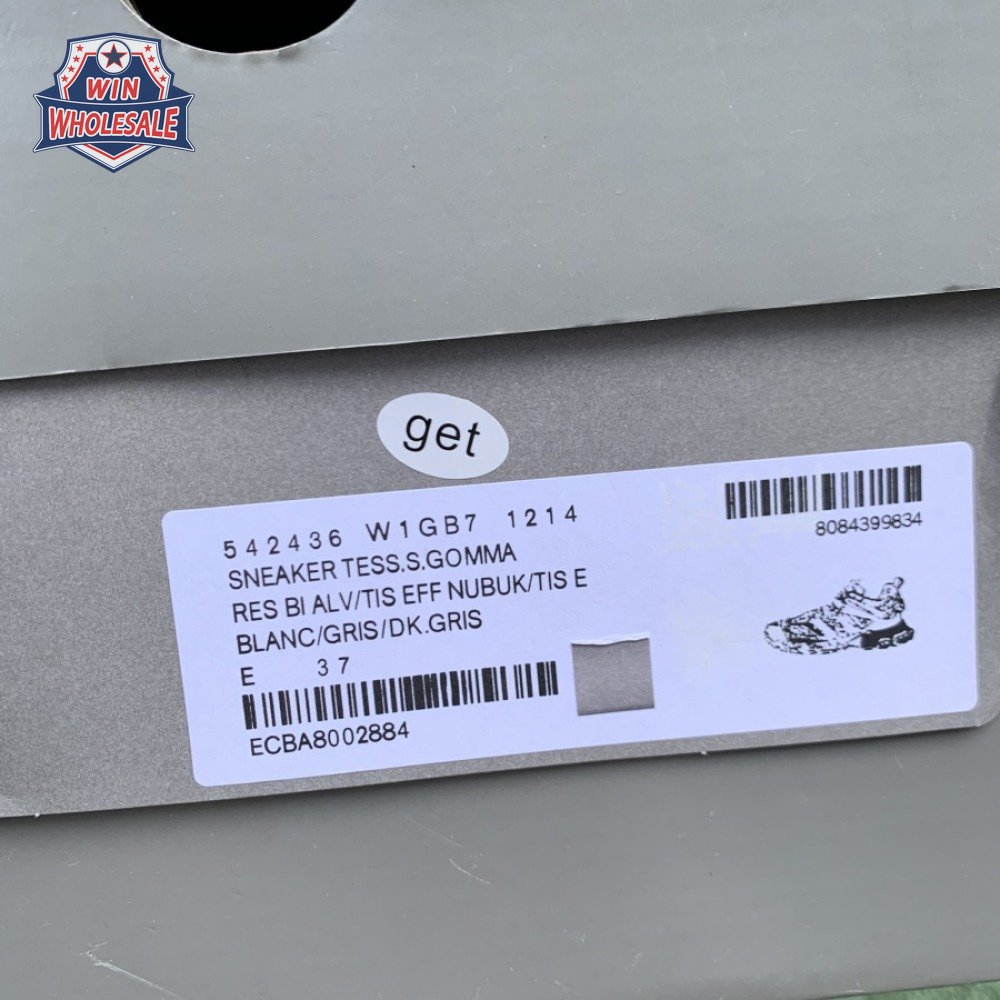 WIN
WHOLESALE
get
542436 W1GB7 1214
8084399834
SNEAKER TESS.S.GOMMA
RES BI ALV/TIS EFF NUBUK/TIS E
BLANC/GRIS/DK.GRIS
E 37
ECBA8002884